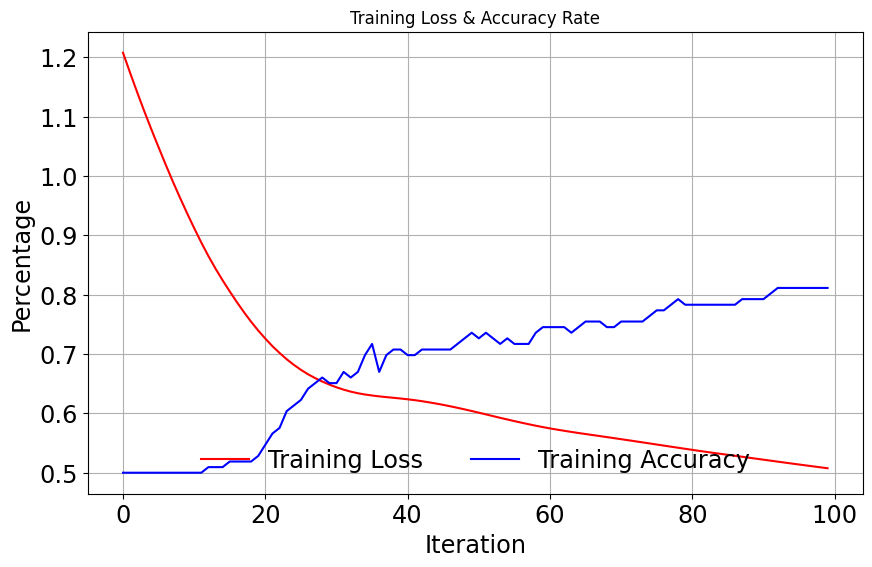 Training Loss & Accuracy Rate
Percentage
1.2
1.1
1.0
0.9
0.8
0.7
0.6
0.5
Training Loss Training Accuracy
0 20 40 60 80 100
Iteration